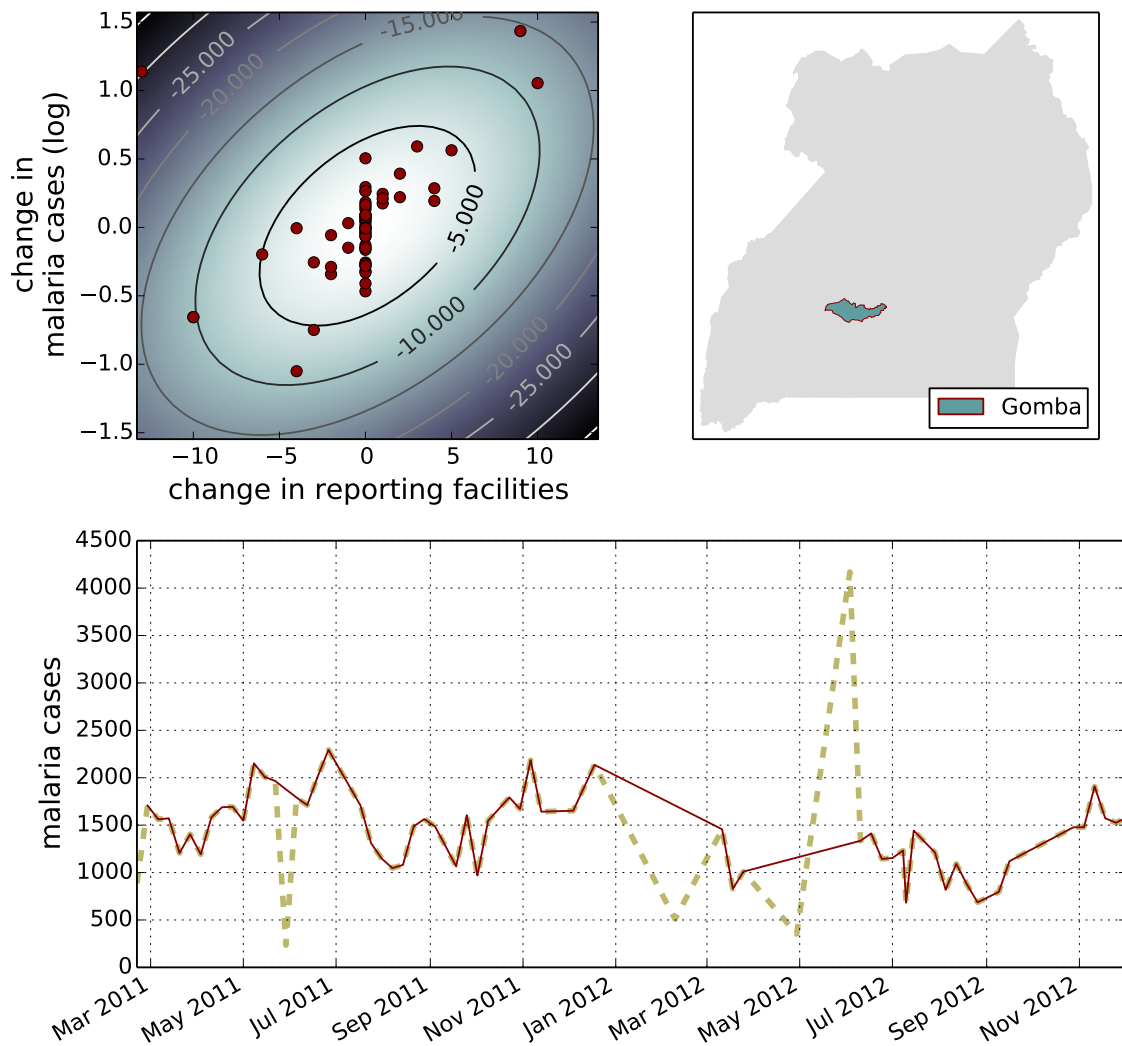 1.5
1.0
0.5
0.0
−0.5
−1.0
−1.5
change in
malaria cases (log)
-25.000
-20.000
-15.000
-5.000
-10.000
-20.000
-25.000
−10
−5
0
5
10
change in reporting facilities
Gomba
4500
4000
3500
3000
2500
2000
1500
1000
500
0
malaria cases
Mar 2011
May 2011
Jul 2011
Sep 2011
Nov 2011
Jan 2012
Mar 2012
May 2012
Jul 2012
Sep 2012
Nov 2012